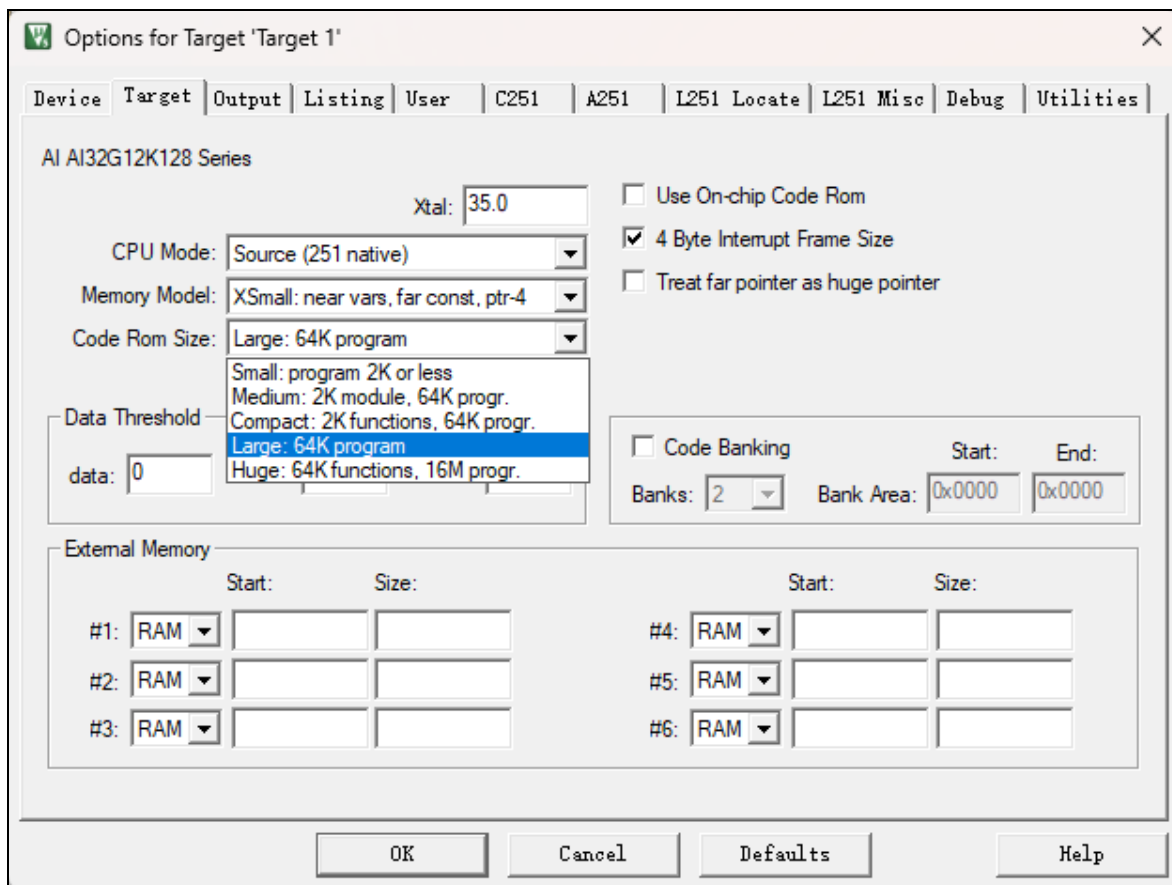 Options for Target 'Target 1'
Device Target Output Listing User C251 A251 L251 Locate L251 Misc Debug Utilities
AI AI32G12K128 Series
Xtal: 35.0
Use On-chip Code Rom
CPU Mode: Source (251 native)
4 Byte Interrupt Frame Size
Memory Model: XSmall: near vars, far const, ptr-4
Treat far pointer as huge pointer
Code Rom Size: Large: 64K program
Small: program 2K or less
Medium: 2K module, 64K progr.
Compact: 2K functions, 64K progr.
Large: 64K program
Huge: 64K functions, 16M progr.
Data Threshold
data: 0
Code Banking Start: End:
Banks: 2 Bank Area: 0x0000 0x0000
External Memory
Start: Size: Start: Size:
#1: RAM #4: RAM
#2: RAM #5: RAM
#3: RAM #6: RAM
OK Cancel Defaults Help